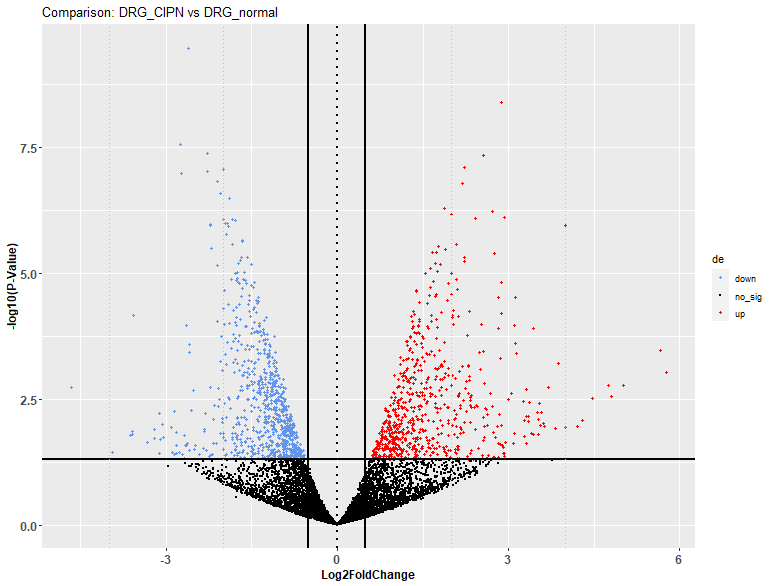 Comparison: DRG_CIPN vs DRG_normal
-log10(P-Value)
7.5
5.0
2.5
0.0
-3
0
3
6
Log2FoldChange
de
down
no_sig
up